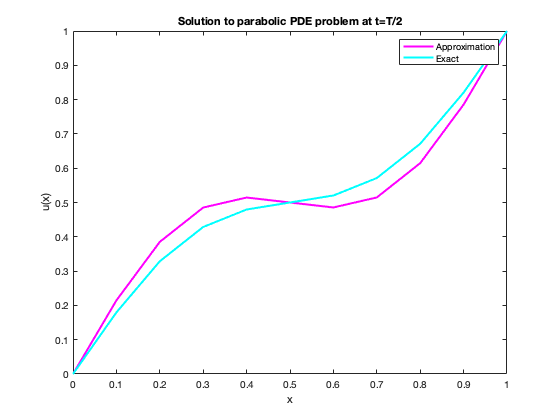 Solution to parabolic PDE problem at t=T/2
Approximation
Exact
1
0.9
0.8
0.7
0.6
0.5
0.4
0.3
0.2
0.1
0
u(x)
0 0.1 0.2 0.3 0.4 0.5 0.6 0.7 0.8 0.9 1
x